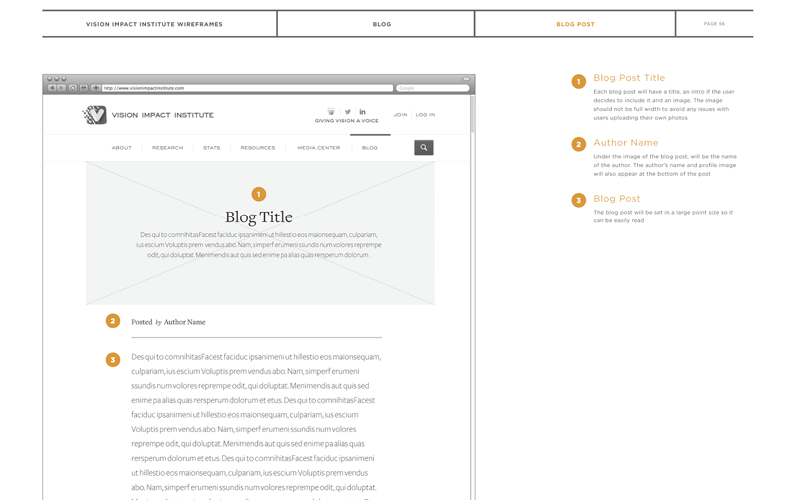 VISION IMPACT INSTITUTE WIREFRAMES
BLOG
BLOG POST
PAGE 56
http://www.visionimpactinstitute.com
Google
VISION IMPACT INSTITUTE
GIVING VISION A VOICE
JOIN
LOG IN
ABOUT
RESEARCH
STATS
RESOURCES
MEDIA CENTER
BLOG
1
Blog Title
Des qui to comnihitasFacest faciduc ipsanimeni ut hillestio eos maionsequam, culpariam,
ius escium Voluptis prem vendus abo. Nam, simperf erumeni ssundis num volores reprempe
odit, qui doluptat. Menimendis aut quis sed enime pa alias quas rersperum dolorum.
2
Posted by Author Name
3
Des qui to comnihitasFacest faciduc ipsanimeni ut hillestio eos maionsequam,
culpariam, ius escium Voluptis prem vendus abo. Nam, simperf erumeni
ssundis num volores reprempe odit, qui doluptat. Menimendis aut quis sed
enime pa alias quas rersperum dolorum et etus. Des qui to comnihitasFacest
faciduc ipsanimeni ut hillestio eos maionsequam, culpariam, ius escium
Voluptis prem vendus abo. Nam, simperf erumeni ssundis num volores
reprempe odit, qui doluptat. Menimendis aut quis sed enime pa alias quas
rersperum dolorum et etus. Des qui to comnihitasFacest faciduc ipsanimeni
ut hillestio eos maionsequam, culpariam, ius escium Voluptis prem vendus
abo. Nam, simperf erumeni ssundis num volores reprempe odit, qui
1
Blog Post Title
Each blog post will have a title, an intro if the user
decides to include it and an image. The image
should not be full width to avoid any issues with
users uploading their own photos
2
Author Name
Under the image of the blog post, will be the name
of the author. The author's name and profile image
will also appear at the bottom of the post
3
Blog Post
The blog post will be set in a large point size so it
can be easily read